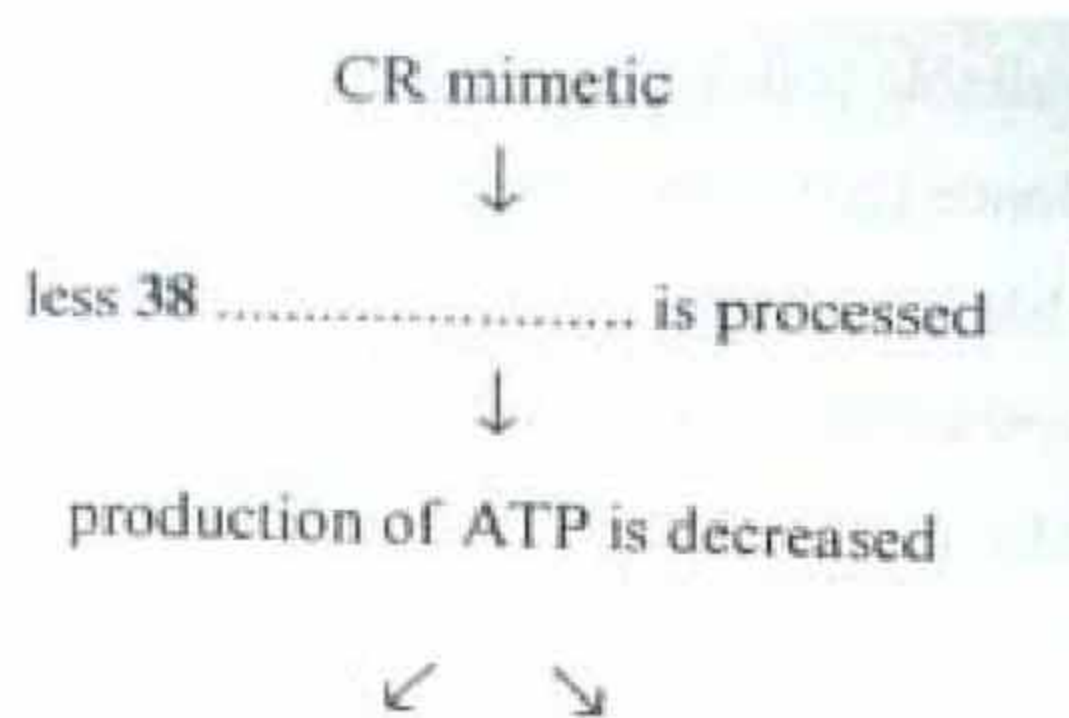 CR mimetic
↓
less 38 ........................ is processed
↓
production of ATP is decreased
↙ ↘